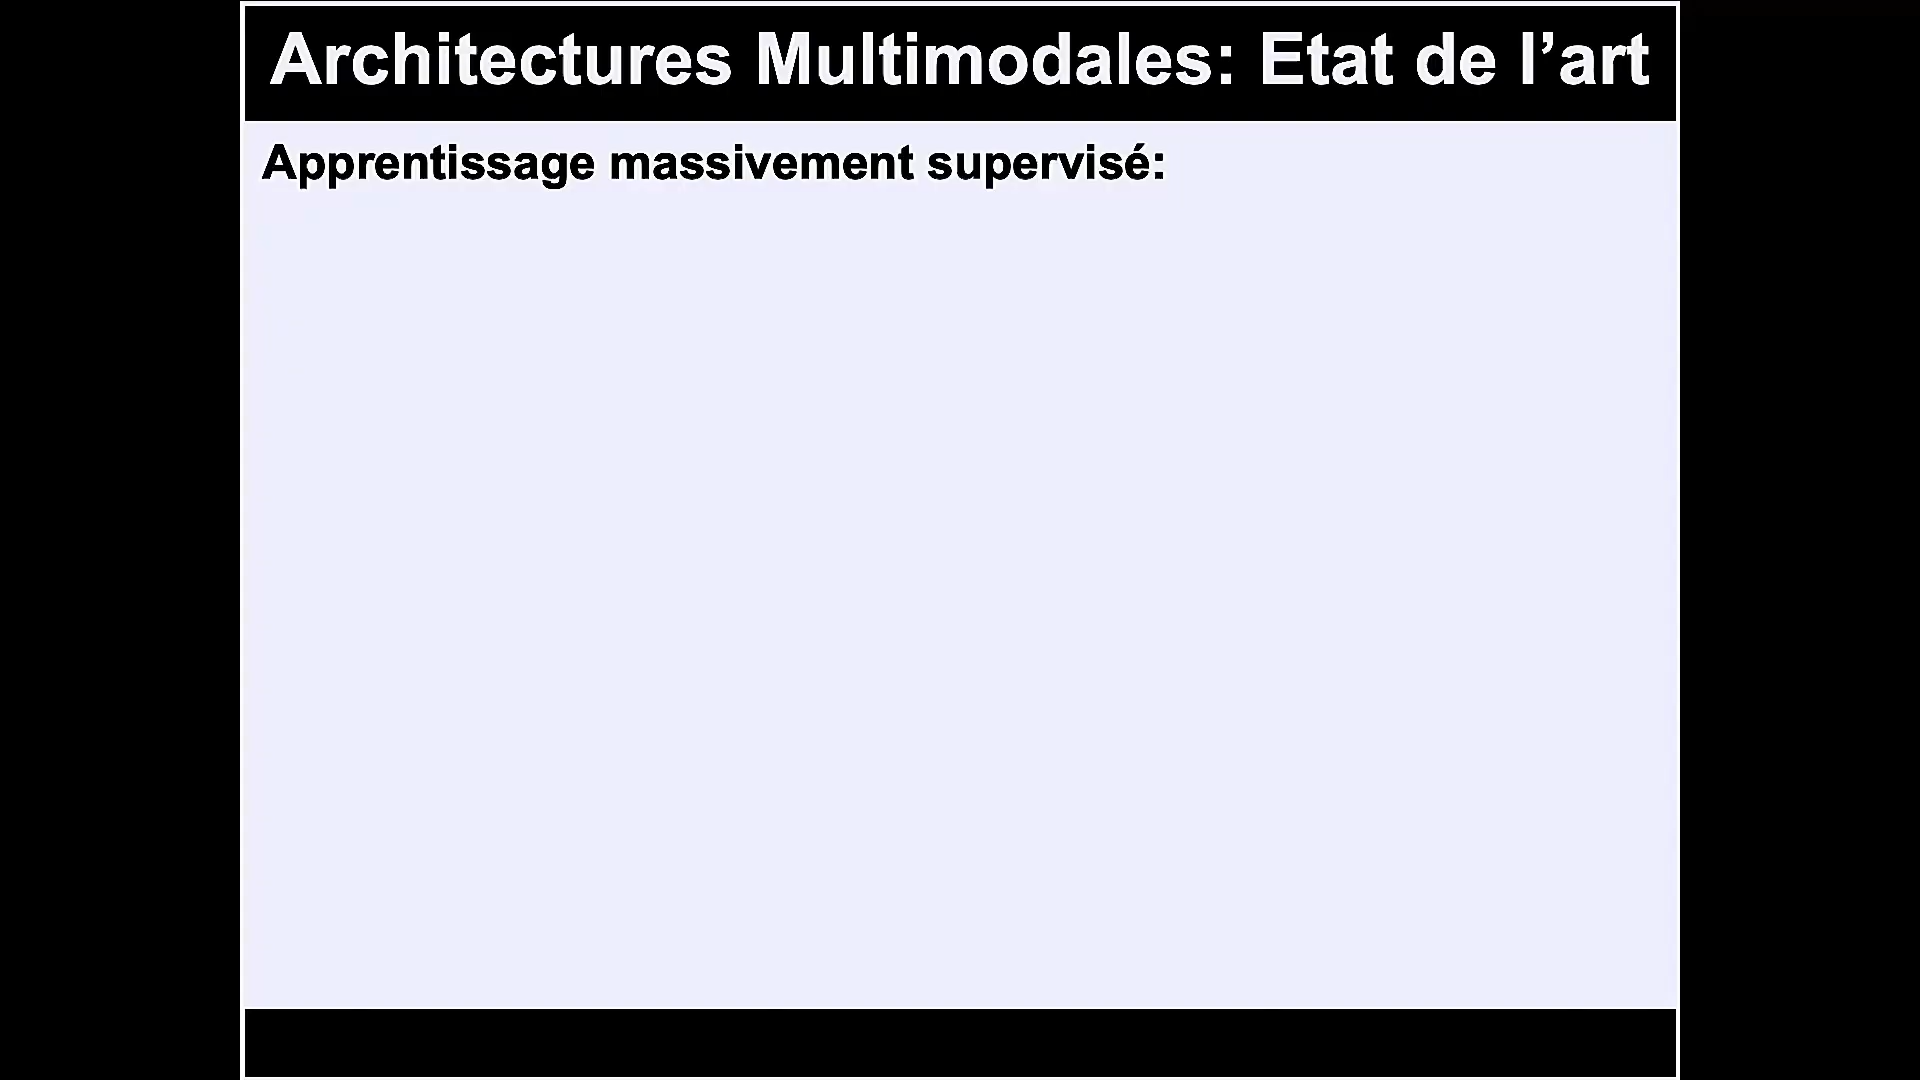 Architectures Multimodales: Etat de l’art
Apprentissage massivement supervisé: